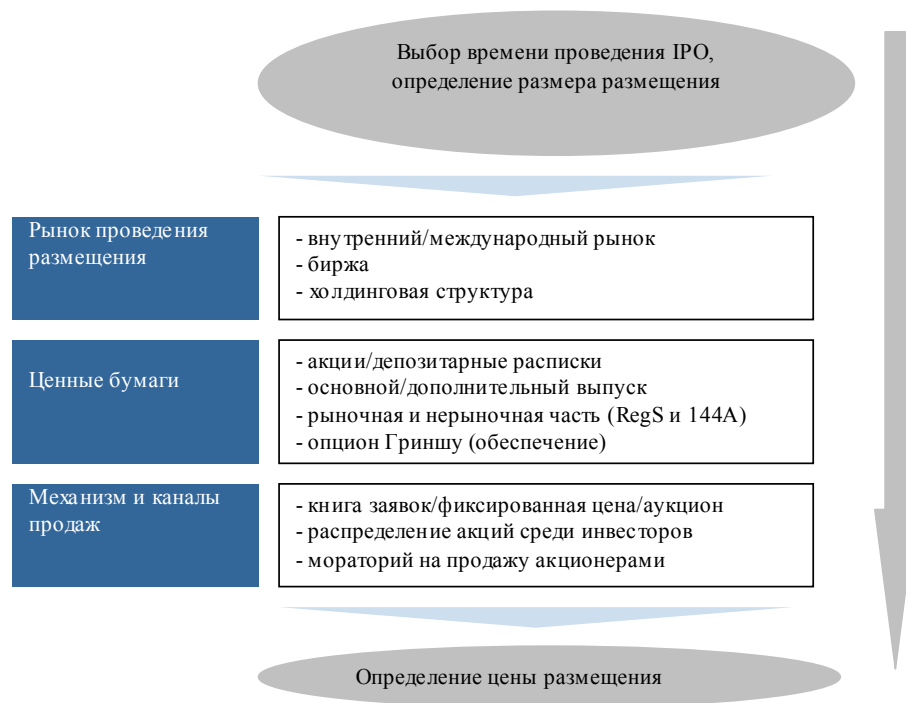 Выбор времени проведения IPO,
определение размера размещения
Рынок проведения
размещения
- внутренний/международный рынок
- биржа
- холдинговая структура
Ценные бумаги
- акции/депозитарные расписки
- основной/дополнительный выпуск
- рыночная и нерыночная часть (RegS и 144A)
- опцион Гриншу (обеспечение)
Механизм и каналы
продаж
- книга заявок/фиксированная цена/аукцион
- распределение акций среди инвесторов
- мораторий на продажу акционерами
Определение цены размещения